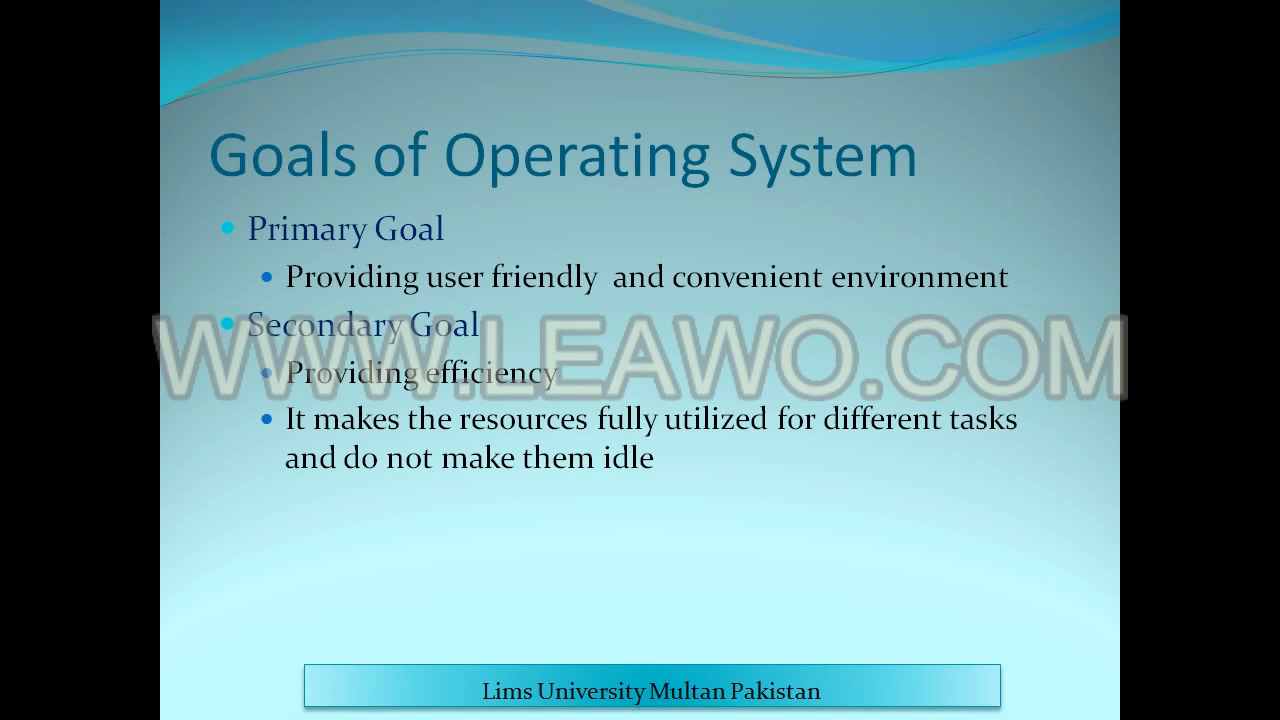 Goals of Operating System
Primary Goal
Providing user friendly and convenient environment
Secondary Goal
WWW.LEAWO.COM
Providing efficiency
It makes the resources fully utilized for different tasks
and do not make them idle
Lims University Multan Pakistan